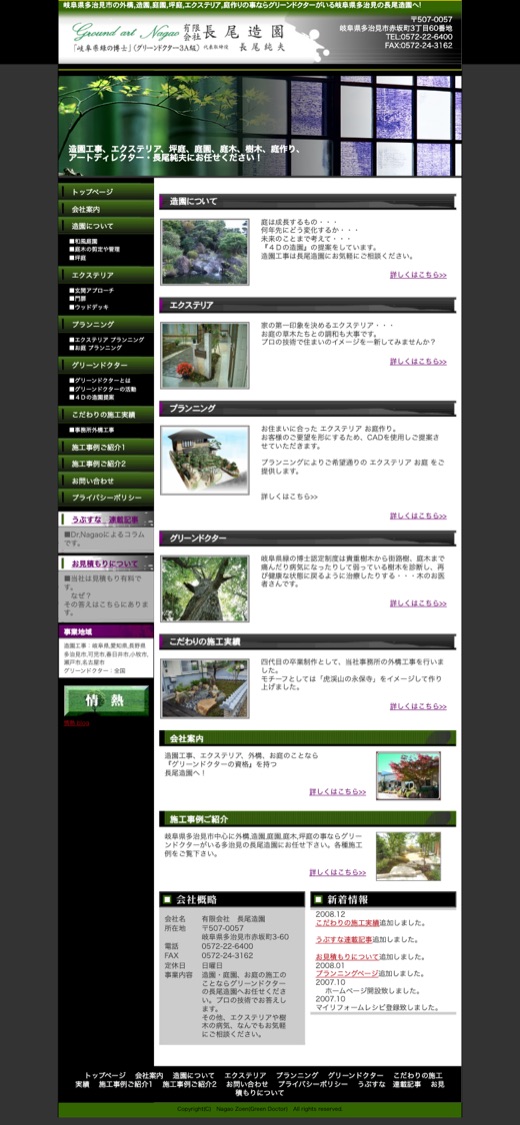 岐阜県多治見市の外構,造園,庭園,坪庭,エクステリア,庭作りの事ならグリーンドクターがいる岐阜県多治見の長尾造園へ!
Ground art Nagao 有限会社 長尾造園
「岐阜県緑の博士」(グリーンドクター3A級) 代表取締役 長尾純夫
〒507-0057
岐阜県多治見市赤坂町3丁目60番地
TEL:0572-22-6400
FAX:0572-24-3162
造園工事、エクステリア、坪庭、庭園、庭木、樹木、庭作り、
アートディレクター・長尾純夫にお任せください!
トップページ
会社案内
造園について
■和風庭園
■庭木の剪定や管理
■坪庭
エクステリア
■玄関アプローチ
■門扉
■ウッドデッキ
プランニング
■エクステリア プランニング
■お庭 プランニング
グリーンドクター
■グリーンドクターとは
■グリーンドクターの活動
■4Dの造園提案
こだわりの施工実績
■事務所外構工事
施工事例ご紹介1
施工事例ご紹介2
お問い合わせ
プライバシーポリシー
うぶすな 連載記事
■Dr.Nagaoによるコラム
です。
お見積もりについて
■当社は見積もり有料で
す。
なぜ?
その答えはこちらにありま
す。
事業地域
造園工事：岐阜県,愛知県,長野県
多治見市,可児市,春日井市,小牧市,
瀬戸市,名古屋市
グリーンドクター：全国
情熱
造園について
庭は成長するもの・・・
何年先にどう変化するか・・・
未来のことまで考えて・・・
『4Dの造園』の提案をしています。
造園工事は長尾造園にお気軽にご相談ください。
詳しくはこちら>>
エクステリア
家の第一印象を決めるエクステリア・・・
お庭の草木たちとの調和も大事です。
プロの技術で住まいのイメージを一新してみませんか?
詳しくはこちら>>
プランニング
お住まいに合った エクステリア お庭作り。
お客様のご要望を形にするため、CADを使用しご提案さ
せていただきます。
プランニングによりご希望通りの エクステリア お庭 をご
提供します。
詳しくはこちら>>
詳しくはこちら>>
グリーンドクター
岐阜県緑の博士認定制度は貴重樹木から街路樹、庭木まで
痛んだり病気になったりして弱っている樹木を診断し、再
び健康な状態に戻るように治療したりする・・・木のお医
者さんです。
詳しくはこちら>>
こだわりの施工実績
四代目の卒業制作として、当社事務所の外構工事を行いま
した。
モチーフとしては「虎渓山の永保寺」をイメージして作り
上げました。
詳しくはこちら>>
会社案内
造園工事、エクステリア、外構、お庭のことなら
『グリーンドクターの資格』を持つ
長尾造園へ!
詳しくはこちら>>
施工事例ご紹介
岐阜県多治見市中心に外構,造園,庭園,庭木,坪庭の事ならグリー
ンドクターがいる多治見の長尾造園にお任せ下さい。各種施工
例をご覧下さい。
詳しくはこちら>>
会社概略
会社名 有限会社 長尾造園
所在地 〒507-0057
岐阜県多治見市赤坂町3-60
電話 0572-22-6400
FAX 0572-24-3162
定休日 日曜日
事業内容 造園・庭園、お庭の施工の
ことならグリーンドクター
の長尾造園へお任せくださ
い。プロの技術でお答えし
ます。
その他、エクステリアや樹
木の病気、なんでもお気軽
にご相談ください。
新着情報
2008.12
こだわりの施工実績追加しました。
うぶすな連載記事追加しました。
お見積もりについて追加しました。
2008.01
プランニングページ追加しました。
2007.10
ホームページ開設致しました。
2007.10
マイリフォームレシピ登録致しました。
トップページ 会社案内 造園について エクステリア プランニング グリーンドクター こだわりの施工
実績 施工事例ご紹介1 施工事例ご紹介2 お問い合わせ プライバシーポリシー うぶすな 連載記事 お見
積もりについて
Copyright(C) Nagao Zoen(Green Doctor) All rights reserved.